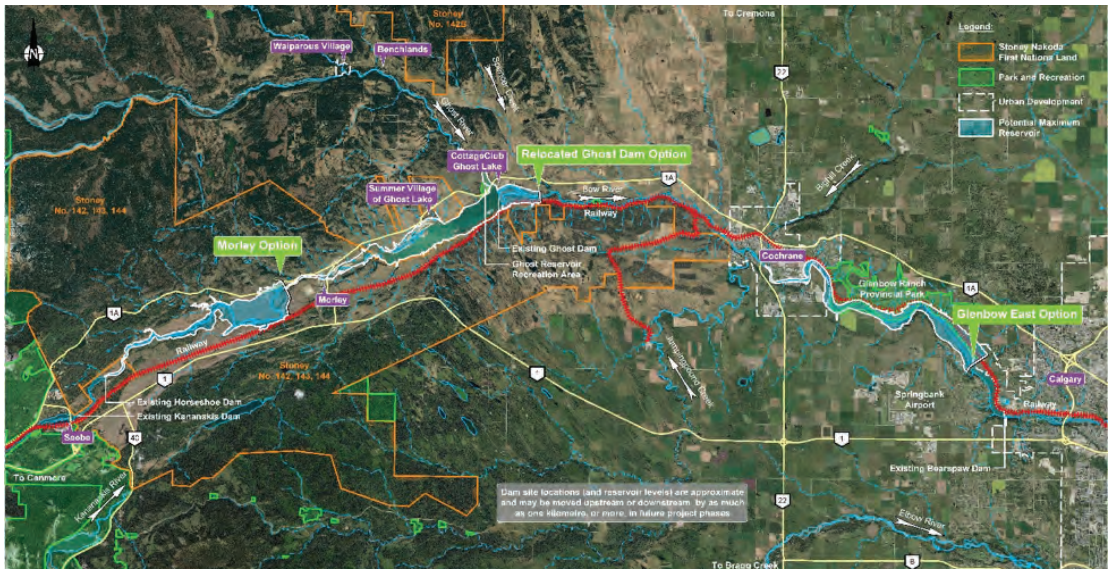 To Cremona
Legend:
Stoney Nakoda
First Nations Land
Park and Recreation
Urban Development
Potential Maximum
Reservoir
N
Stoney
No. 142B
Waiparous Village
Benchlands
22
Ghost River
CottageClub
Ghost Lake
Relocated Ghost Dam Option
Summer Village
of Ghost Lake
Bow River
1A
Railway
Bighill Creek
Stoney
No. 142, 143, 144
Morley Option
Existing Ghost Dam
Ghost Reservoir
Recreation Area
Cochrane
Glenbow Ranch
Provincial Park
1A
Glenbow East Option
Morley
1A
Railway
1
Stoney
No. 142, 143, 144
Jumpingpound Creek
1
Springbank
Airport
Calgary
Railway
Existing Horseshoe Dam
Existing Kananaskis Dam
Seebe
40
1
To Canmore
Kananaskis River
Existing Bearspaw Dam
Dam site locations (and reservoir levels) are approximate
and may be moved upstream or downstream, by as much
as one kilometre, or more, in future project phases
22
Elbow River
To Bragg Creek
8